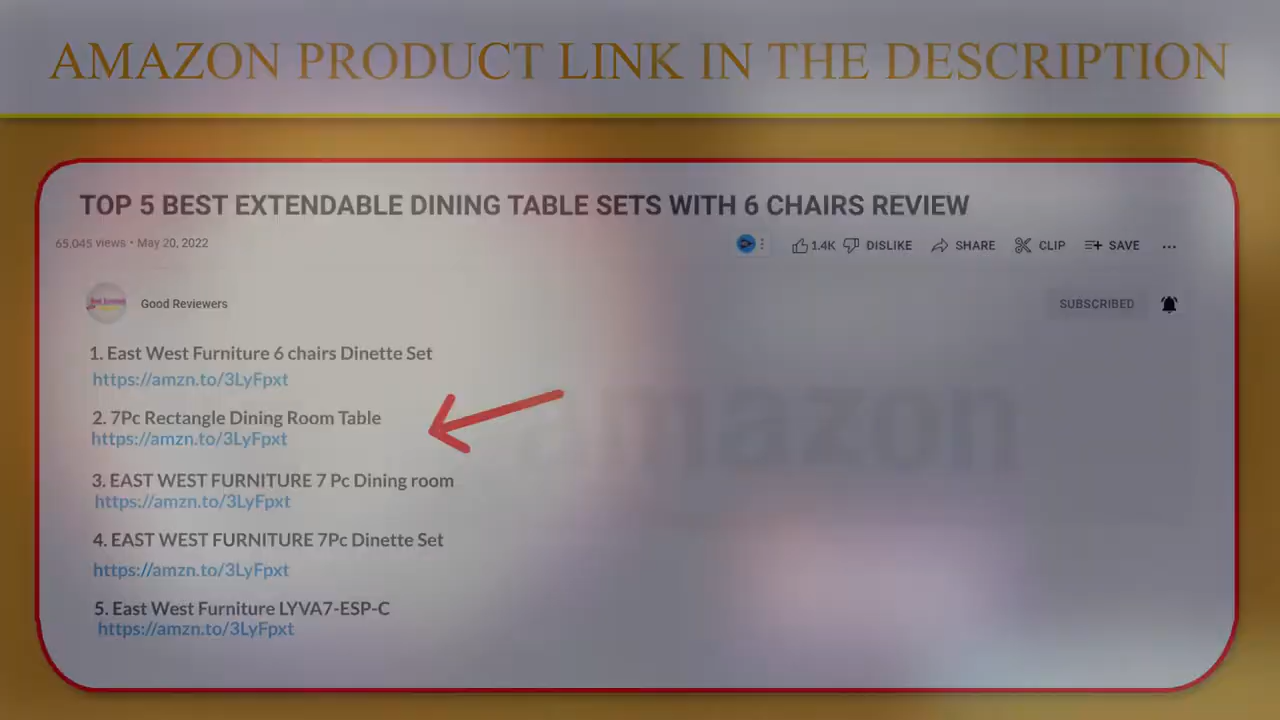 AMAZON PRODUCT LINK IN THE DESCRIPTION
TOP 5 BEST EXTENDABLE DINING TABLE SETS WITH 6 CHAIRS REVIEW
65,045 views • May 20, 2022
1.4K DISLIKE SHARE CLIP SAVE ...
Good Reviewers
SUBSCRIBED
1. East West Furniture 6 chairs Dinette Set
https://amzn.to/3LyFpxt
2. 7Pc Rectangle Dining Room Table
https://amzn.to/3LyFpxt
amazon
3. EAST WEST FURNITURE 7 Pc Dining room
https://amzn.to/3LyFpxt
4. EAST WEST FURNITURE 7Pc Dinette Set
https://amzn.to/3LyFpxt
5. East West Furniture LYVA7-ESP-C
https://amzn.to/3LyFpxt